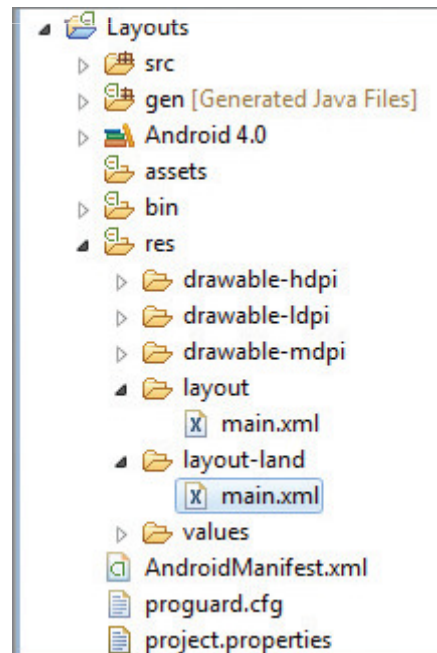 Layouts
src
gen [Generated Java Files]
Android 4.0
assets
bin
res
drawable-hdpi
drawable-ldpi
drawable-mdpi
layout
main.xml
layout-land
main.xml
values
AndroidManifest.xml
proguard.cfg
project.properties